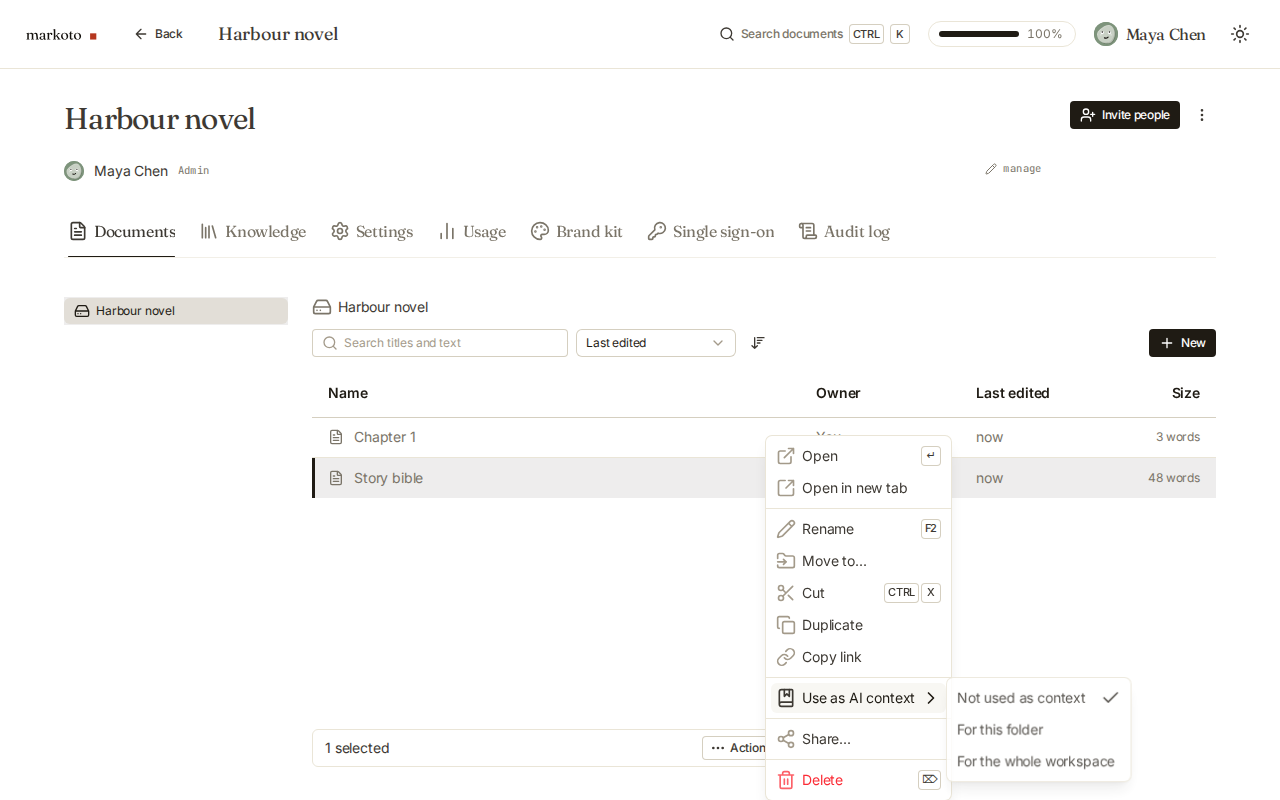 markoto
Back
Harbour novel
Search documents CTRL K
100%
Maya Chen
Harbour novel
Invite people
Maya Chen Admin
manage
Documents
Knowledge
Settings
Usage
Brand kit
Single sign-on
Audit log
Harbour novel
Harbour novel
Search titles and text
Last edited
New
Name Owner Last edited Size
Chapter 1 now 3 words
Story bible now 48 words
Open ↵
Open in new tab
Rename F2
Move to...
Cut CTRL X
Duplicate
Copy link
Use as AI context
Not used as context
For this folder
For the whole workspace
Share...
Delete ⌦
1 selected
Action